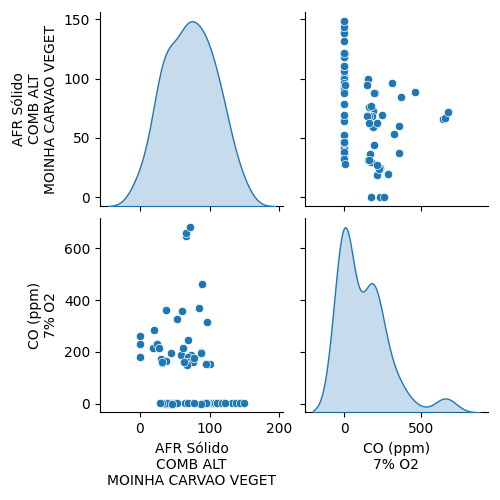 150
100
50
0
AFR Sólido
COMB ALT
MOINHA CARVAO VEGET
600
400
200
0
CO (ppm)
7% O2
0
100
200
AFR Sólido
COMB ALT
MOINHA CARVAO VEGET
0
500
CO (ppm)
7% O2